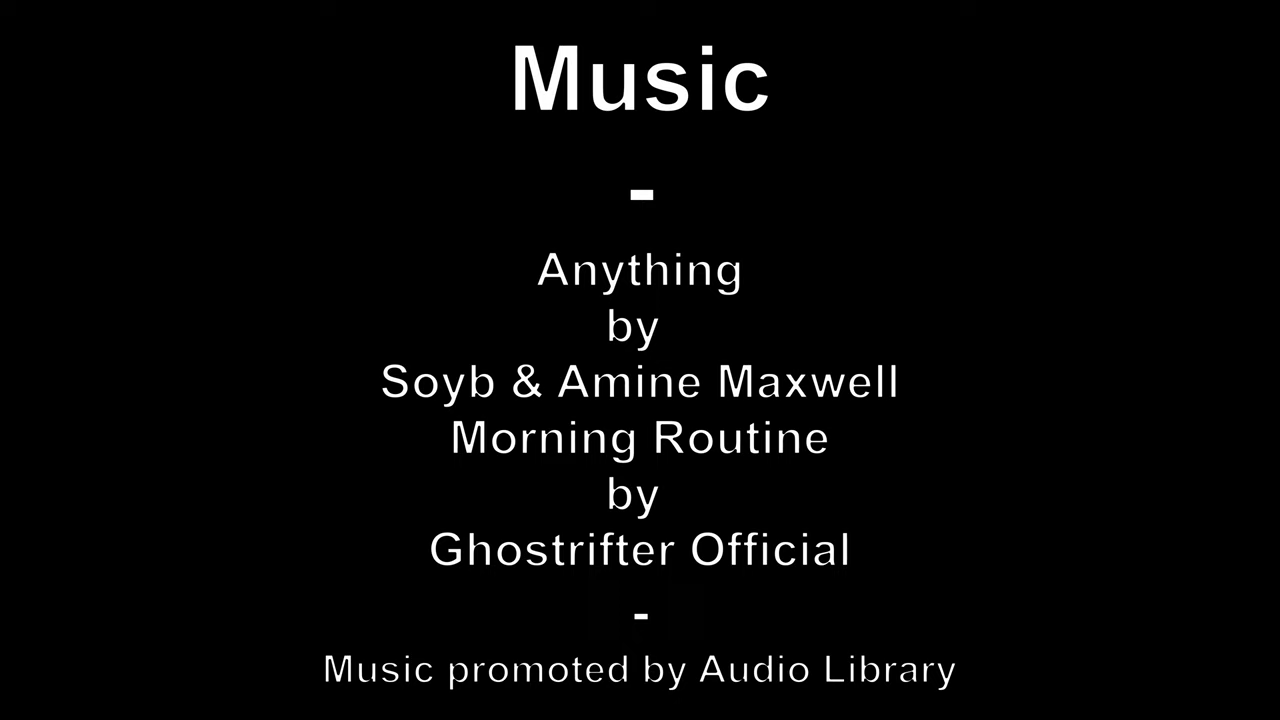 Music
-
Anything
by
Soyb & Amine Maxwell
Morning Routine
by
Ghostrifter Official
-
Music promoted by Audio Library